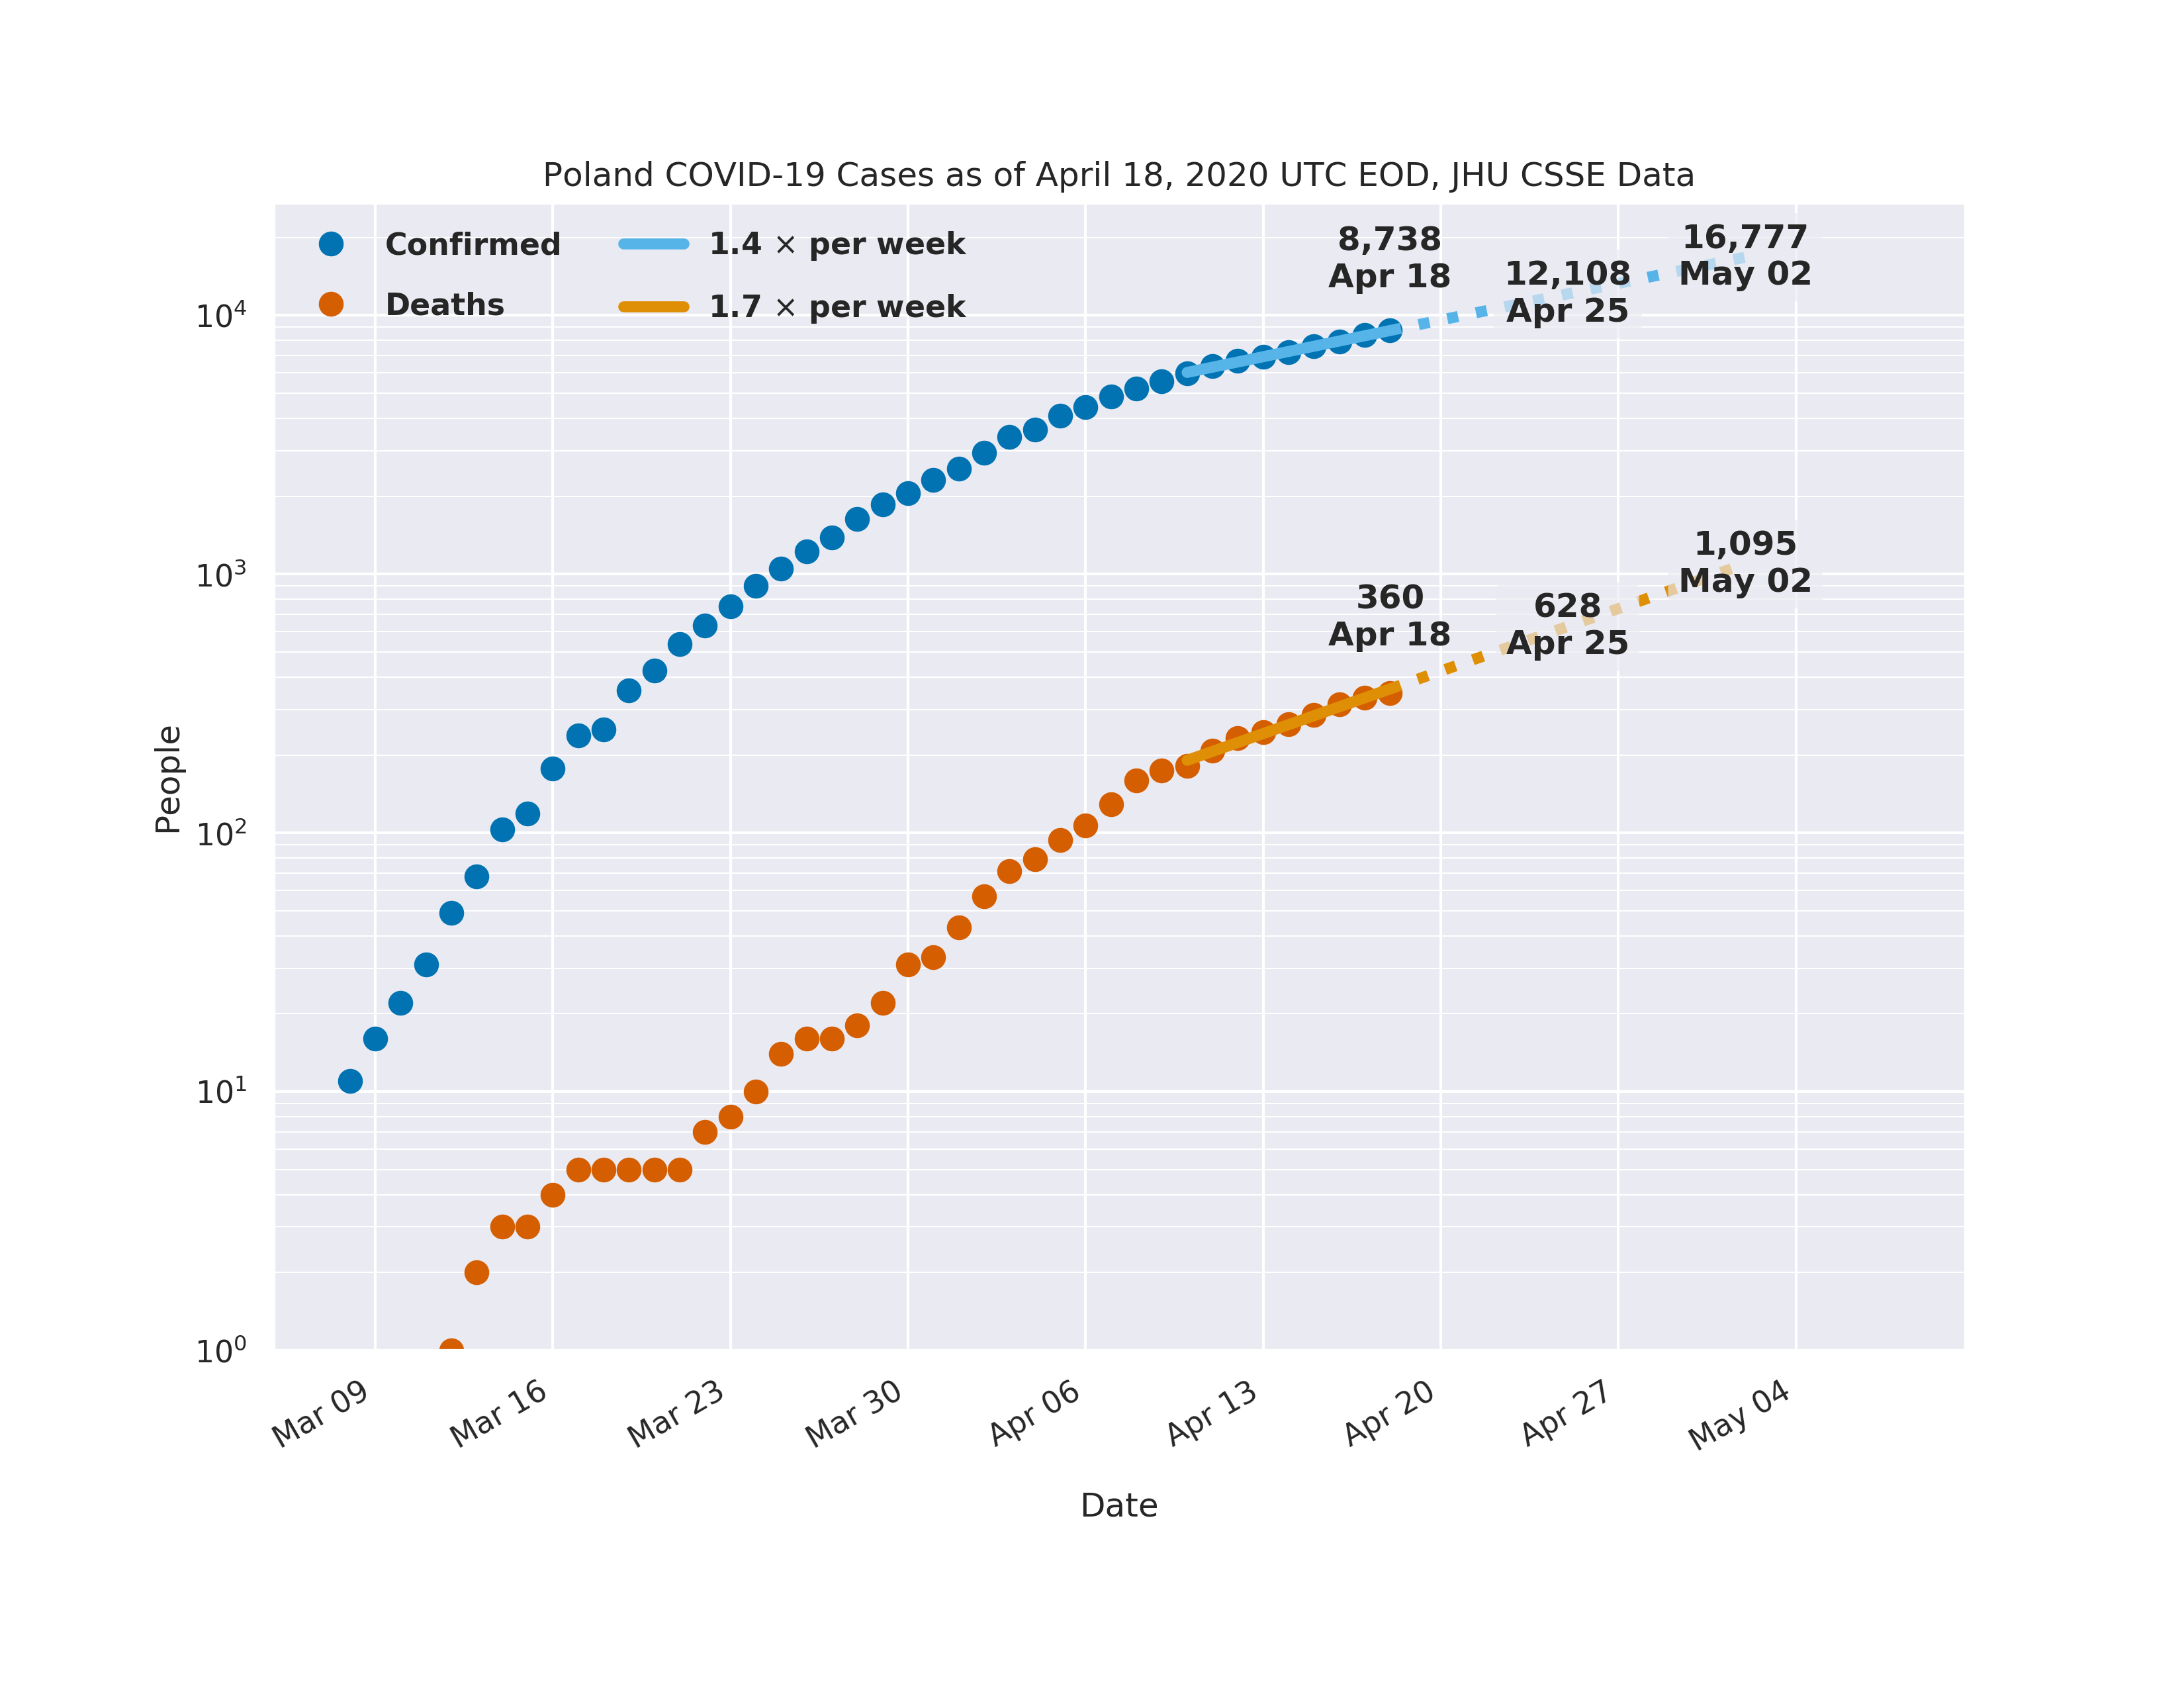 Poland COVID-19 Cases as of April 18, 2020 UTC EOD, JHU CSSE Data
Confirmed
Deaths
1.4 × per week
1.7 × per week
8,738
Apr 18
12,108
Apr 25
16,777
May 02
360
Apr 18
628
Apr 25
1,095
May 02
People
10⁴
10³
10²
10¹
10⁰
Mar 09
Mar 16
Mar 23
Mar 30
Apr 06
Apr 13
Apr 20
Apr 27
May 04
Date